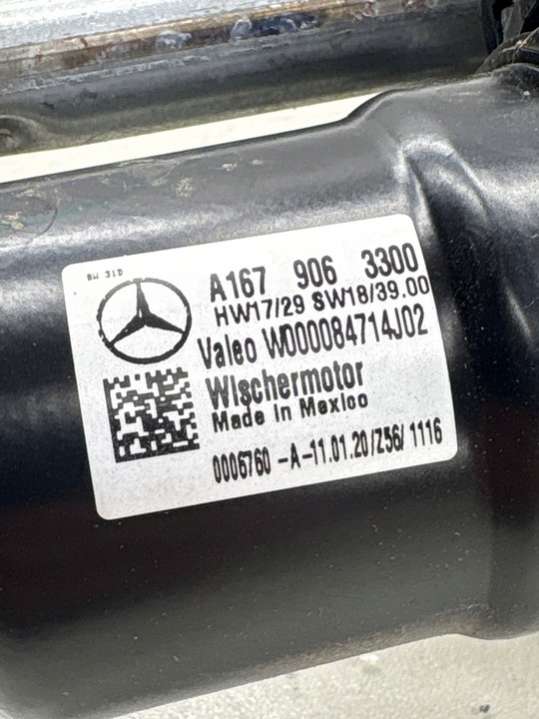 BW 31D
A167 906 3300
HW17/29 SW18/39.00
Valeo W000084714J02
Wischermotor
Made in Mexico
0006760 -A-11.01.20/Z56/1116